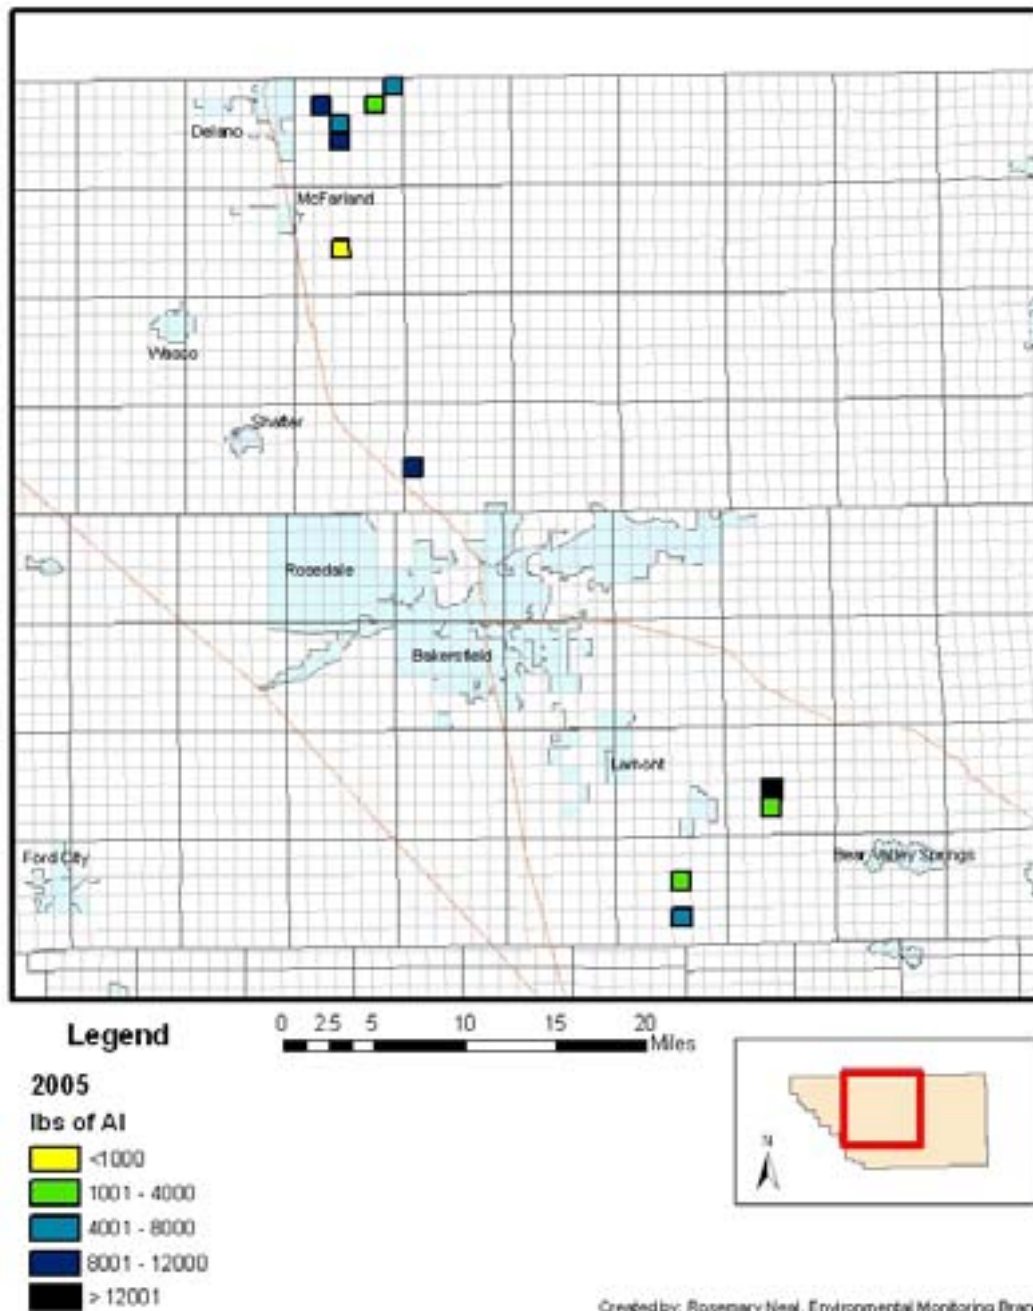 Delano
McFarland
Wasco
Shafter
Rosedale
Bakersfield
Lamont
Ford City
Bear Valley Springs
Legend
0 2.5 5 10 15 20
Miles
2005
lbs of AI
<1000
1001 - 4000
4001 - 8000
8001 - 12000
> 12001
N
Created by: Rosemary Neal, Environmental Monitoring Branc